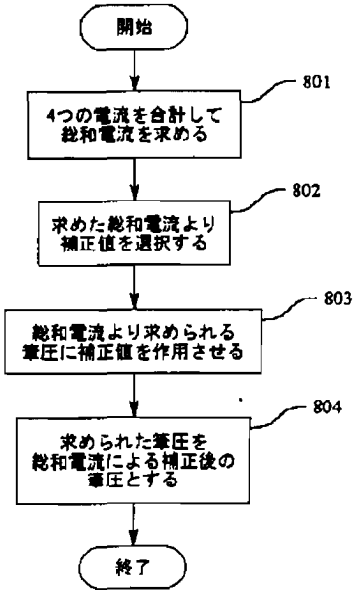 開始
801
4つの電流を合計して
総和電流を求める
802
求めた総和電流より
補正値を選択する
803
総和電流より求められる
筆圧に補正値を作用させる
804
求められた筆圧を
総和電流による補正後の
筆圧とする
終了